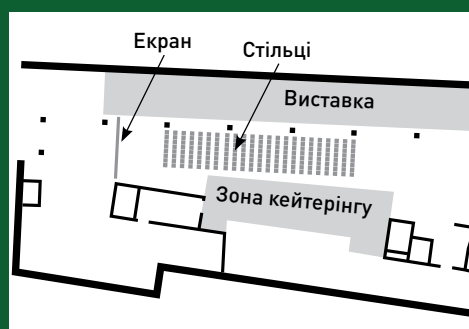 Екран
Стільці
Виставка
Зона кейтерінгу